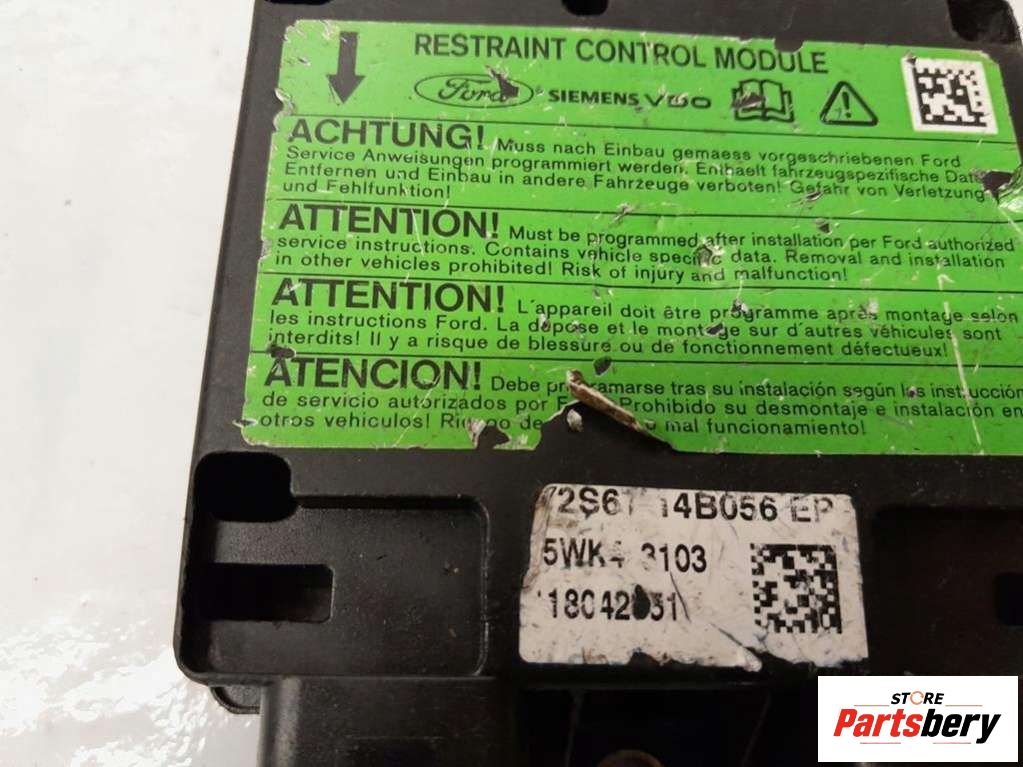 RESTRAINT CONTROL MODULE
Ford SIEMENS VDO
ACHTUNG! Muss nach Einbau gemaess vorgeschriebenen Ford
Service Anweisungen programmiert werden. Enthaelt fahrzeugspezifische
Entfernen und Einbau in andere Fahrzeuge verboten! Gefahr von Verletzung
und Fehlfunktion!
ATTENTION! Must be programmed after installation per Ford authorized
service instructions. Contains vehicle specific data. Removal and installation
in other vehicles prohibited! Risk of injury and malfunction!
ATTENTION! L'appareil doit être programme après montage selon
les instructions Ford. La dépose et le montage sur d'autres véhicules sont
interdits! Il y a risque de blessure ou de fonctionnement défectueux!
ATENCION! Debe programarse tras su instalación según las
de servicio autorizados por Prohibido su desmontaje e instalación en
otros vehiculos! Riesgo de o mal funcionamiento!
14B056 EP
3103
STORE
Partsbery